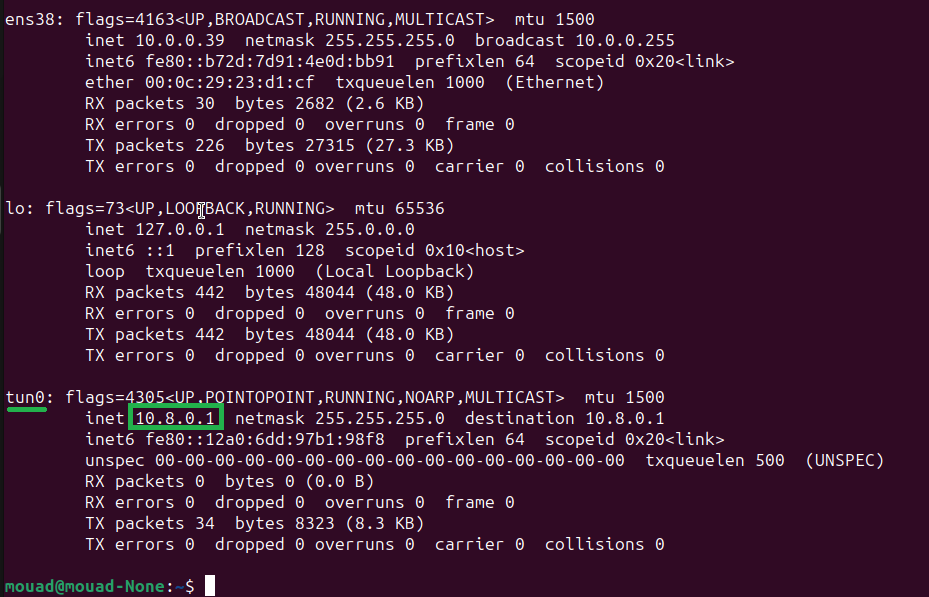 ens38: flags=4163<UP,BROADCAST,RUNNING,MULTICAST>  mtu 1500
        inet 10.0.0.39  netmask 255.255.255.0  broadcast 10.0.0.255
        inet6 fe80::b72d:7d91:4e0d:bb91  prefixlen 64  scopeid 0x20<link>
        ether 00:0c:29:23:d1:cf  txqueuelen 1000  (Ethernet)
        RX packets 30  bytes 2682 (2.6 KB)
        RX errors 0  dropped 0  overruns 0  frame 0
        TX packets 226  bytes 27315 (27.3 KB)
        TX errors 0  dropped 0 overruns 0  carrier 0  collisions 0

lo: flags=73<UP,LOOPBACK,RUNNING>  mtu 65536
        inet 127.0.0.1  netmask 255.0.0.0
        inet6 ::1  prefixlen 128  scopeid 0x10<host>
        loop  txqueuelen 1000  (Local Loopback)
        RX packets 442  bytes 48044 (48.0 KB)
        RX errors 0  dropped 0  overruns 0  frame 0
        TX packets 442  bytes 48044 (48.0 KB)
        TX errors 0  dropped 0 overruns 0  carrier 0  collisions 0

tun0: flags=4305<UP,POINTOPOINT,RUNNING,NOARP,MULTICAST>  mtu 1500
        inet 10.8.0.1  netmask 255.255.255.0  destination 10.8.0.1
        inet6 fe80::12a0:6dd:97b1:98f8  prefixlen 64  scopeid 0x20<link>
        unspec 00-00-00-00-00-00-00-00-00-00-00-00-00-00-00-00  txqueuelen 500  (UNSPEC)
        RX packets 0  bytes 0 (0.0 B)
        RX errors 0  dropped 0  overruns 0  frame 0
        TX packets 34  bytes 8323 (8.3 KB)
        TX errors 0  dropped 0 overruns 0  carrier 0  collisions 0

mouad@mouad-None:~$